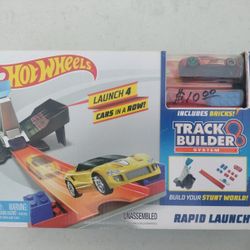 HOT WHEELS
LAUNCH 4
CARS IN A ROW!
$10.00
INCLUDES BRICKS!
TRACK
BUILDER
SYSTEM
BUILD YOUR STUNT WORLD!
UNASSEMBLED
RAPID LAUNCH